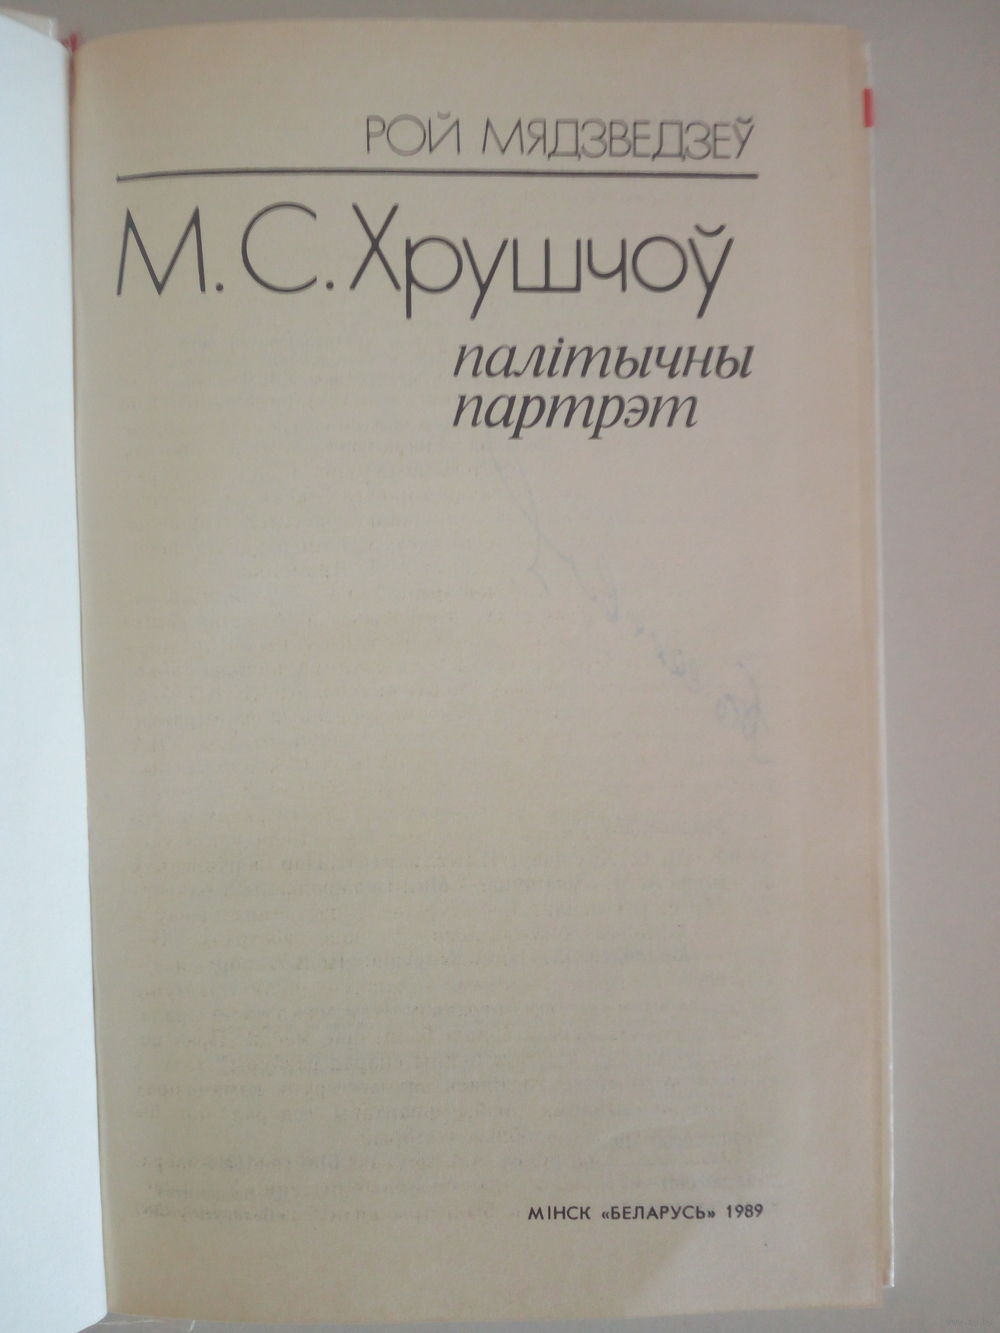 РОЙ МЯДЗВЕДЗЕЎ
М. С. Хрушчоў
палітычны
партрэт
МІНСК «БЕЛАРУСЬ» 1989